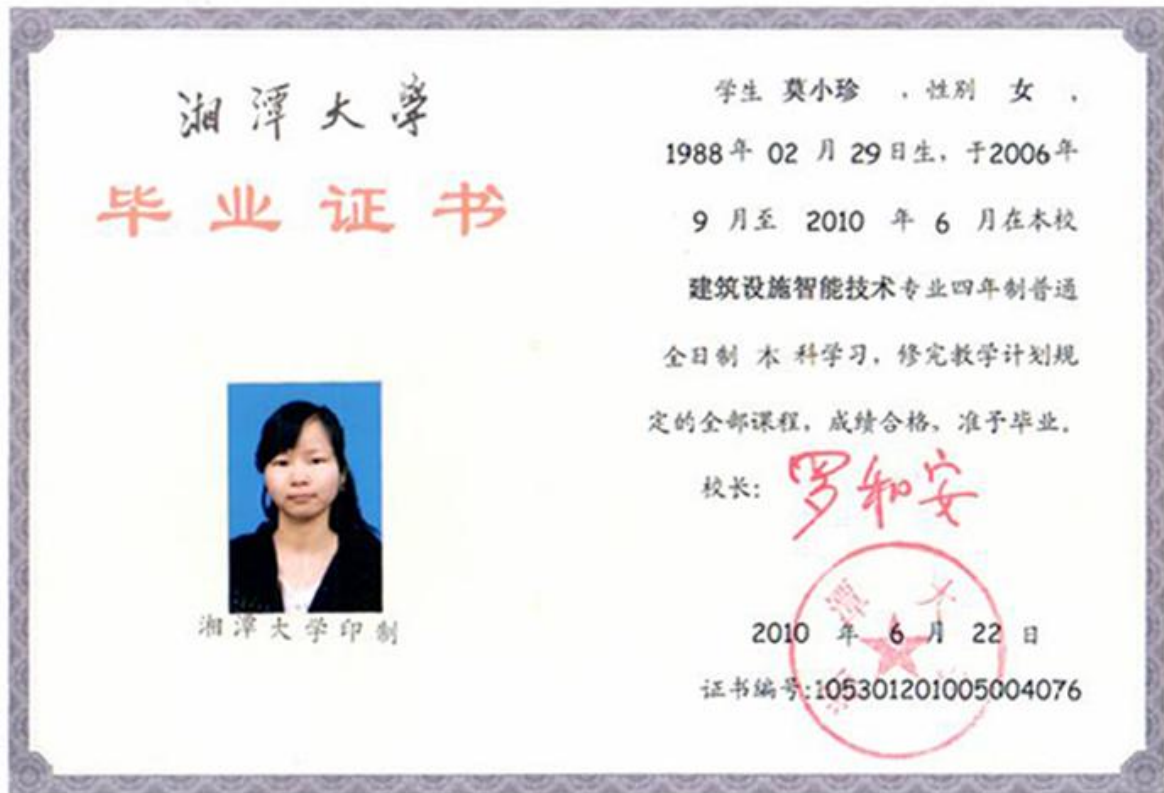 湘潭大學
毕业证书
湘潭大学印制
学生 莫小珍 ，性别 女 ，
1988年 02 月 29日生，于2006年
9 月至 2010 年 6 月在本校
建筑设施智能技术专业四年制普通
全日制 本 科学习，修完教学计划规
定的全部课程，成绩合格，准予毕业。
校长：罗和安
2010 年 6 月 22 日
证书编号:105301201005004076
湘潭大